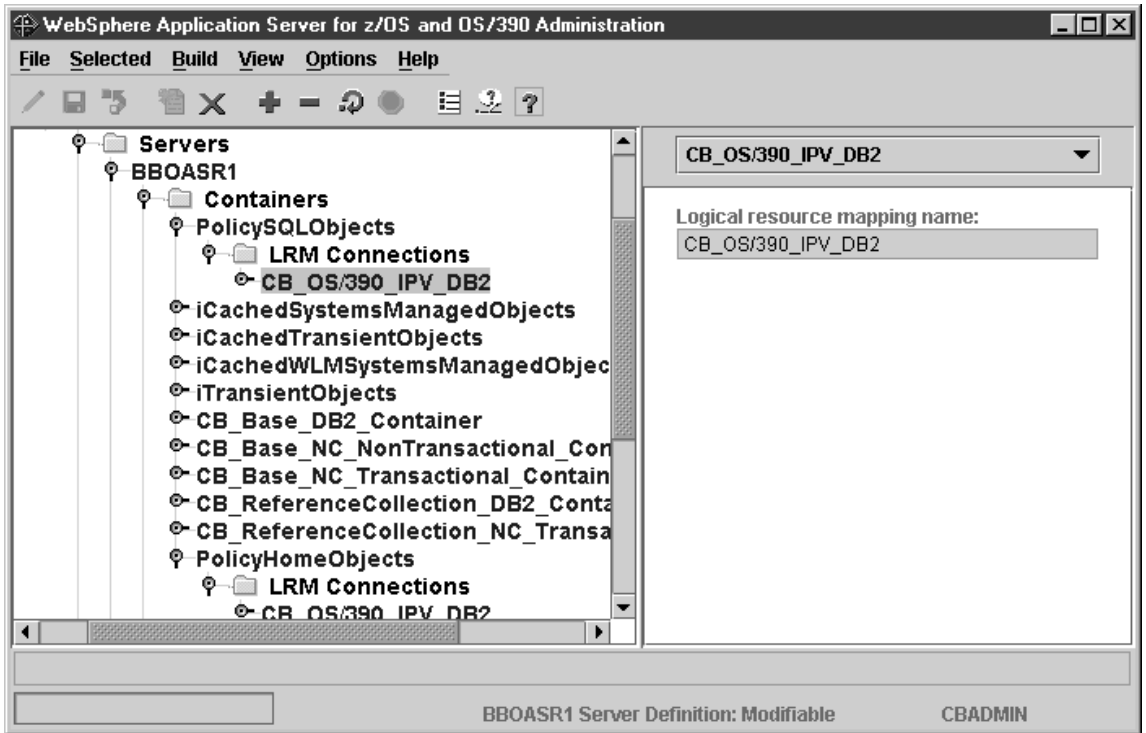 WebSphere Application Server for z/OS and OS/390 Administration
File Selected Build View Options Help
Servers
BBOASR1
Containers
PolicySQLObjects
LRM Connections
CB_OS/390_IPV_DB2
iCachedSystemsManagedObjects
iCachedTransientObjects
iCachedWLMSystemsManagedObjec
iTransientObjects
CB_Base_DB2_Container
CB_Base_NC_NonTransactional_Con
CB_Base_NC_Transactional_Contain
CB_ReferenceCollection_DB2_Conta
CB_ReferenceCollection_NC_Transa
PolicyHomeObjects
LRM Connections
CB_OS/390_IPV_DB2
CB_OS/390_IPV_DB2
Logical resource mapping name:
CB_OS/390_IPV_DB2
BBOASR1 Server Definition: Modifiable CBADMIN